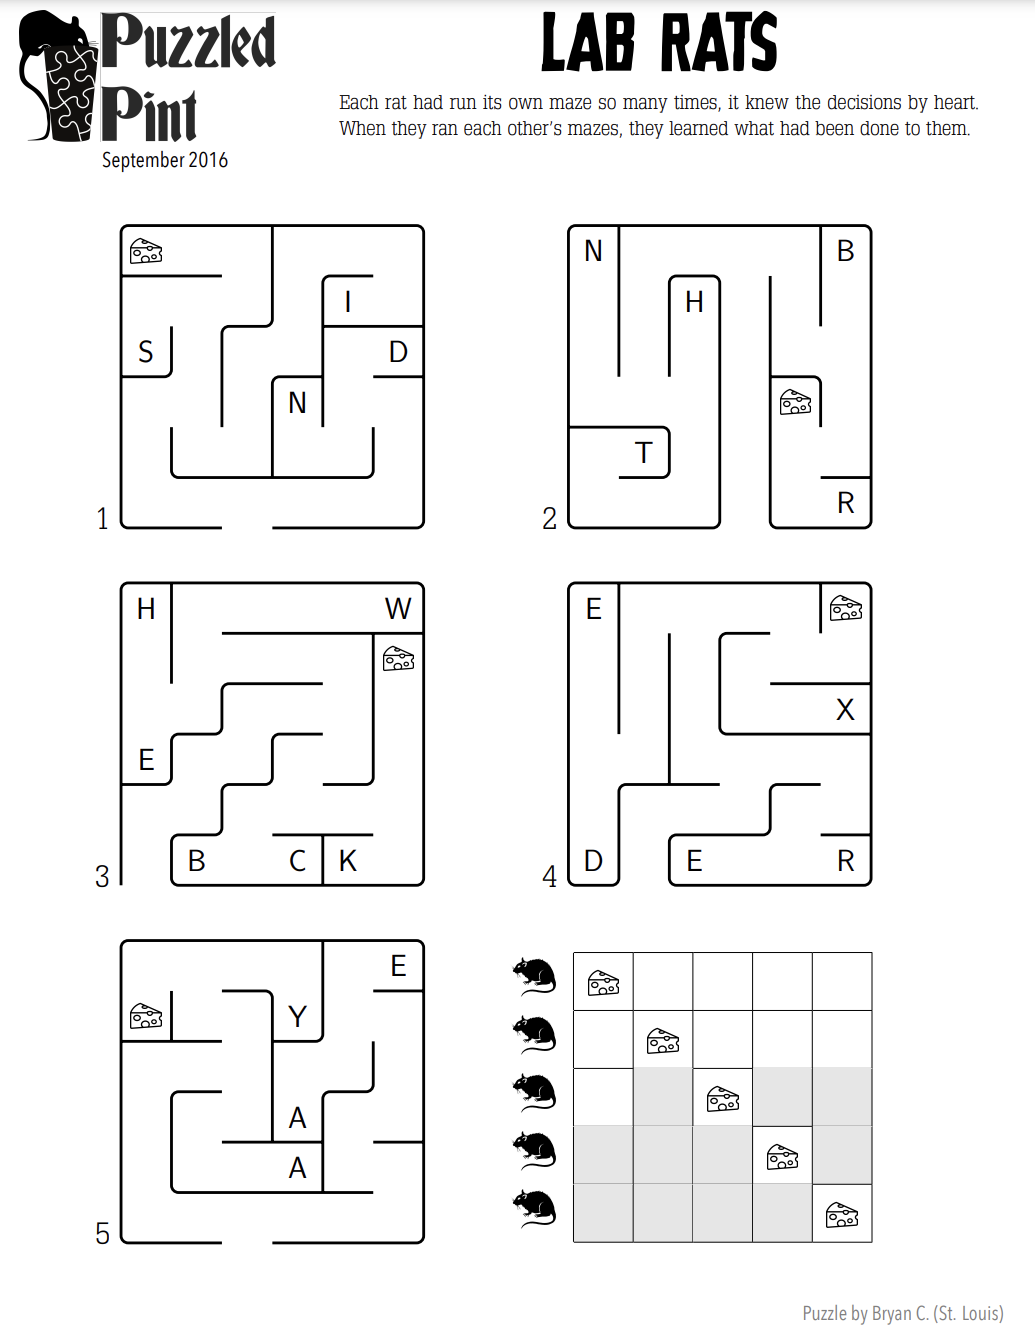 Puzzled
Pint
September 2016
LAB RATS
Each rat had run its own maze so many times, it knew the decisions by heart.
When they ran each other's mazes, they learned what had been done to them.
I
S
D
N
1
N
B
H
T
R
2
H
W
E
B
C
K
3
E
X
D
E
R
4
E
Y
A
A
5
Puzzle by Bryan C. (St. Louis)